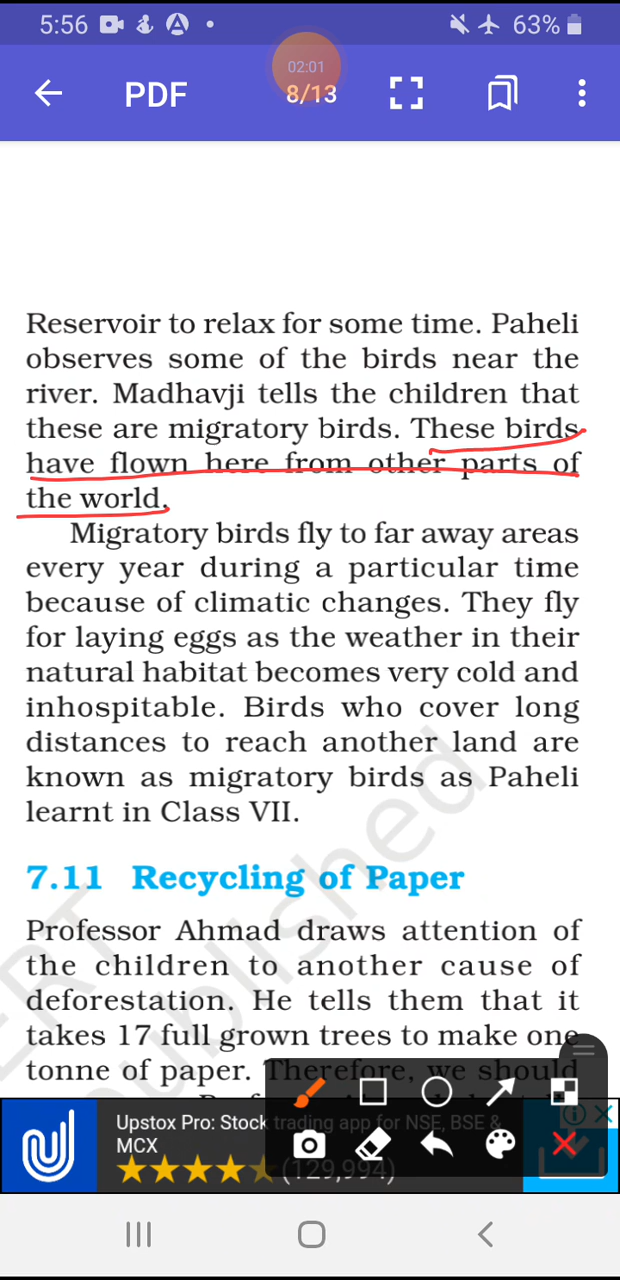 5:56
63%
02:01
PDF 8/13
Reservoir to relax for some time. Paheli
observes some of the birds near the
river. Madhavji tells the children that
these are migratory birds. These birds
have flown here from other parts of
the world.
Migratory birds fly to far away areas
every year during a particular time
because of climatic changes. They fly
for laying eggs as the weather in their
natural habitat becomes very cold and
inhospitable. Birds who cover long
distances to reach another land are
known as migratory birds as Paheli
learnt in Class VII.
7.11 Recycling of Paper
Professor Ahmad draws attention of
the children to another cause of
deforestation. He tells them that it
takes 17 full grown trees to make one
tonne of paper. Therefore, we should
Upstox Pro: Stock trading app for NSE, BSE &
MCX
(129,994)